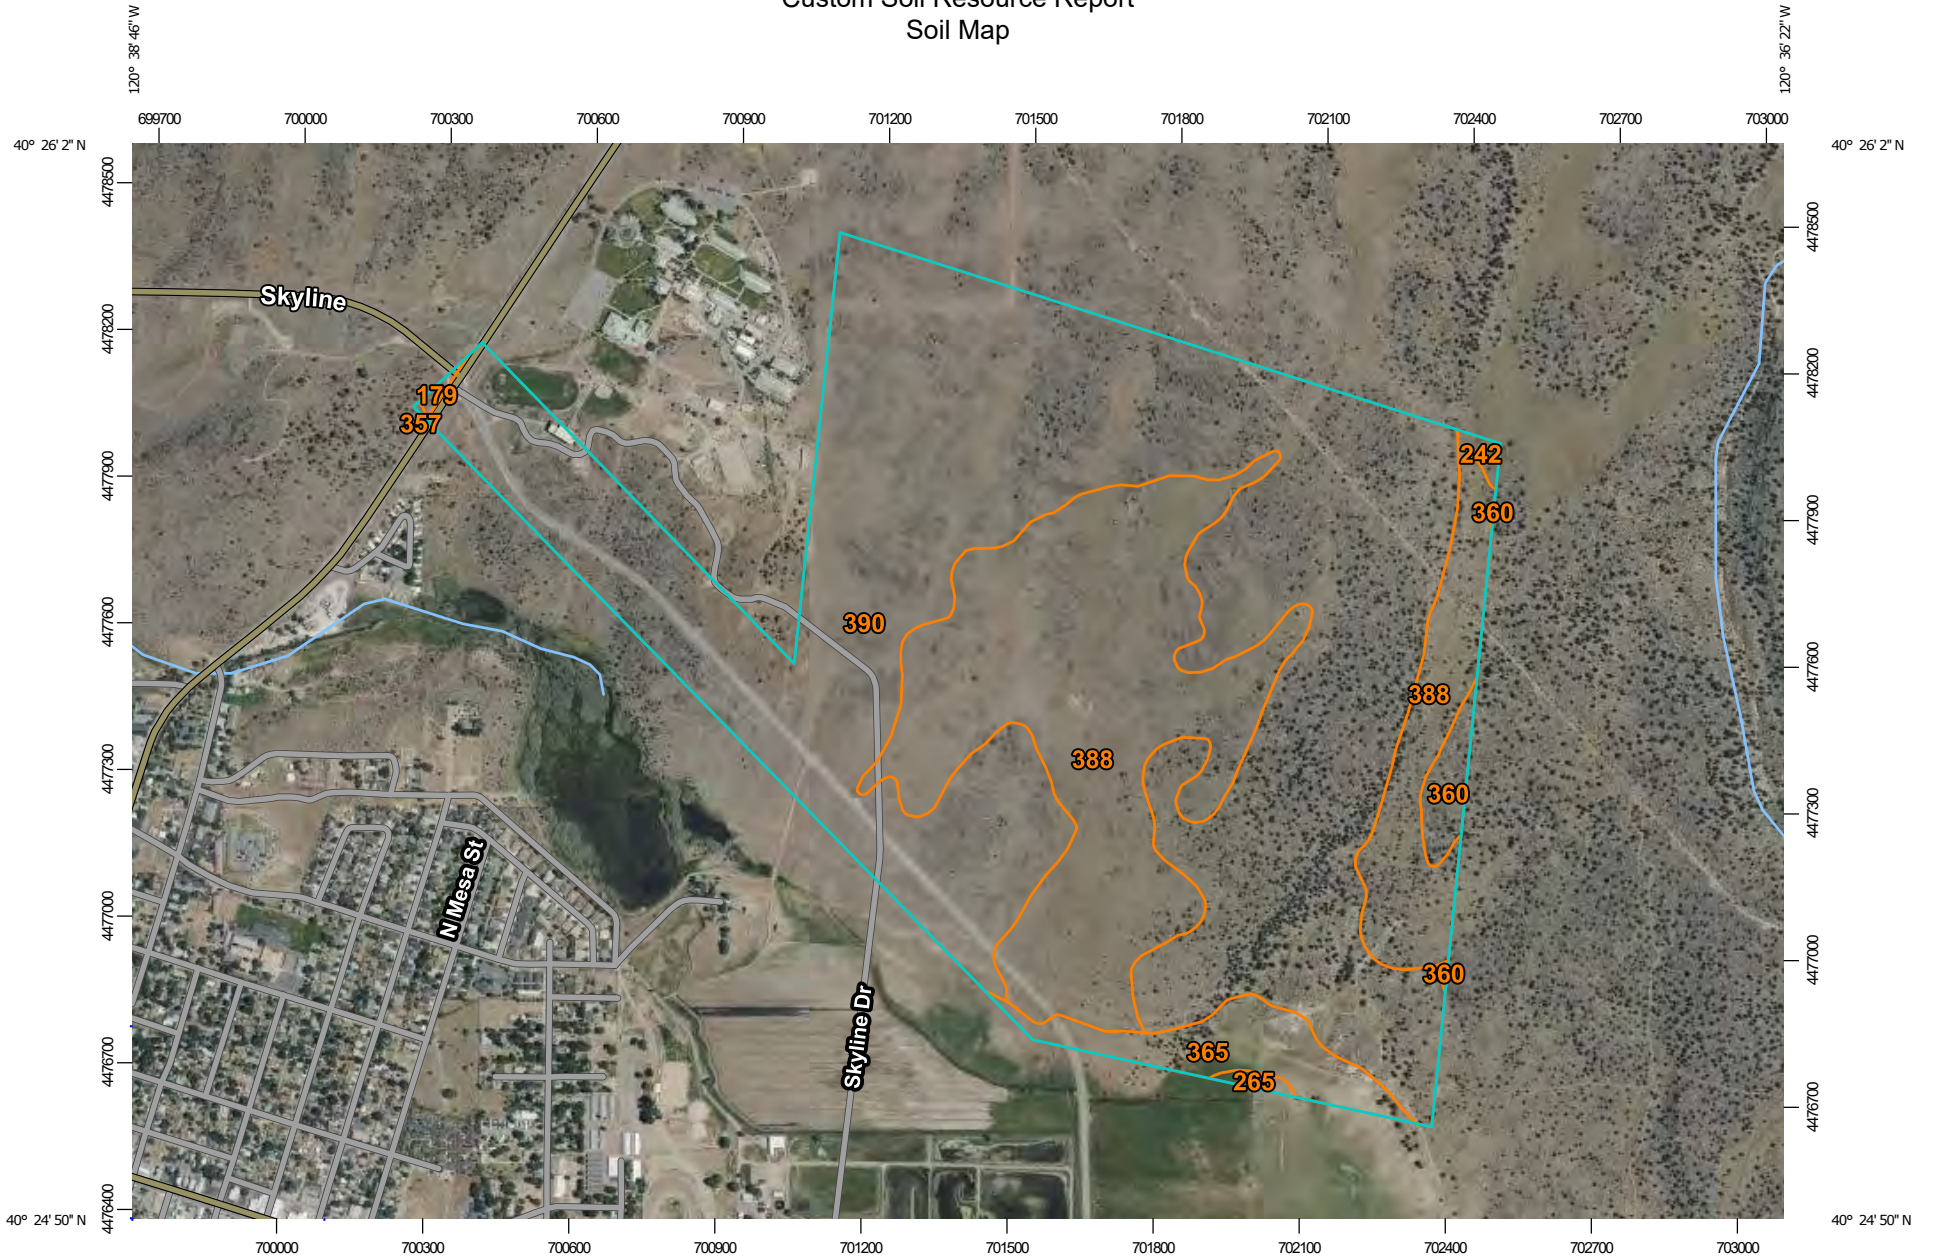 Custom Soil Resource Report
Soil Map
120° 38' 46" W
120° 36' 22" W
699700 700000 700300 700600 700900 701200 701500 701800 702100 702400 702700 703000
40° 26' 2" N
40° 26' 2" N
4478500
4478500
Skyline
4478200
4478200
179
357
242
4477900
360
4477900
4477600
390
4477600
388
388
4477300
360
4477300
N Mesa St
4477000
4477000
360
Skyline Dr
365
4476700
265
4476700
4476400
40° 24' 50" N
40° 24' 50" N
700000 700300 700600 700900 701200 701500 701800 702100 702400 702700 703000